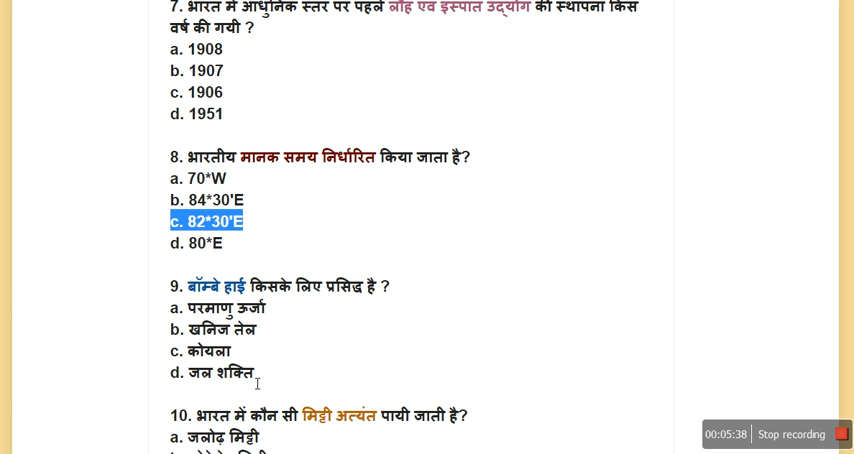 7. भारत में आधुनिक स्तर पर पहले लौह एवं इस्पात उद्योग की स्थापना किस
वर्ष की गयी ?
a. 1908
b. 1907
c. 1906
d. 1951
8. भारतीय मानक समय निर्धारित किया जाता है?
a. 70*W
b. 84*30'E
c. 82*30'E
d. 80*E
9. बॉम्बे हाई किसके लिए प्रसिद्ध है ?
a. परमाणु ऊर्जा
b. खनिज तेल
c. कोयला
d. जल शक्ति
10. भारत में कौन सी मिट्टी अत्यंत पायी जाती है?
a. जलोढ़ मिट्टी
00:05:38 Stop recording